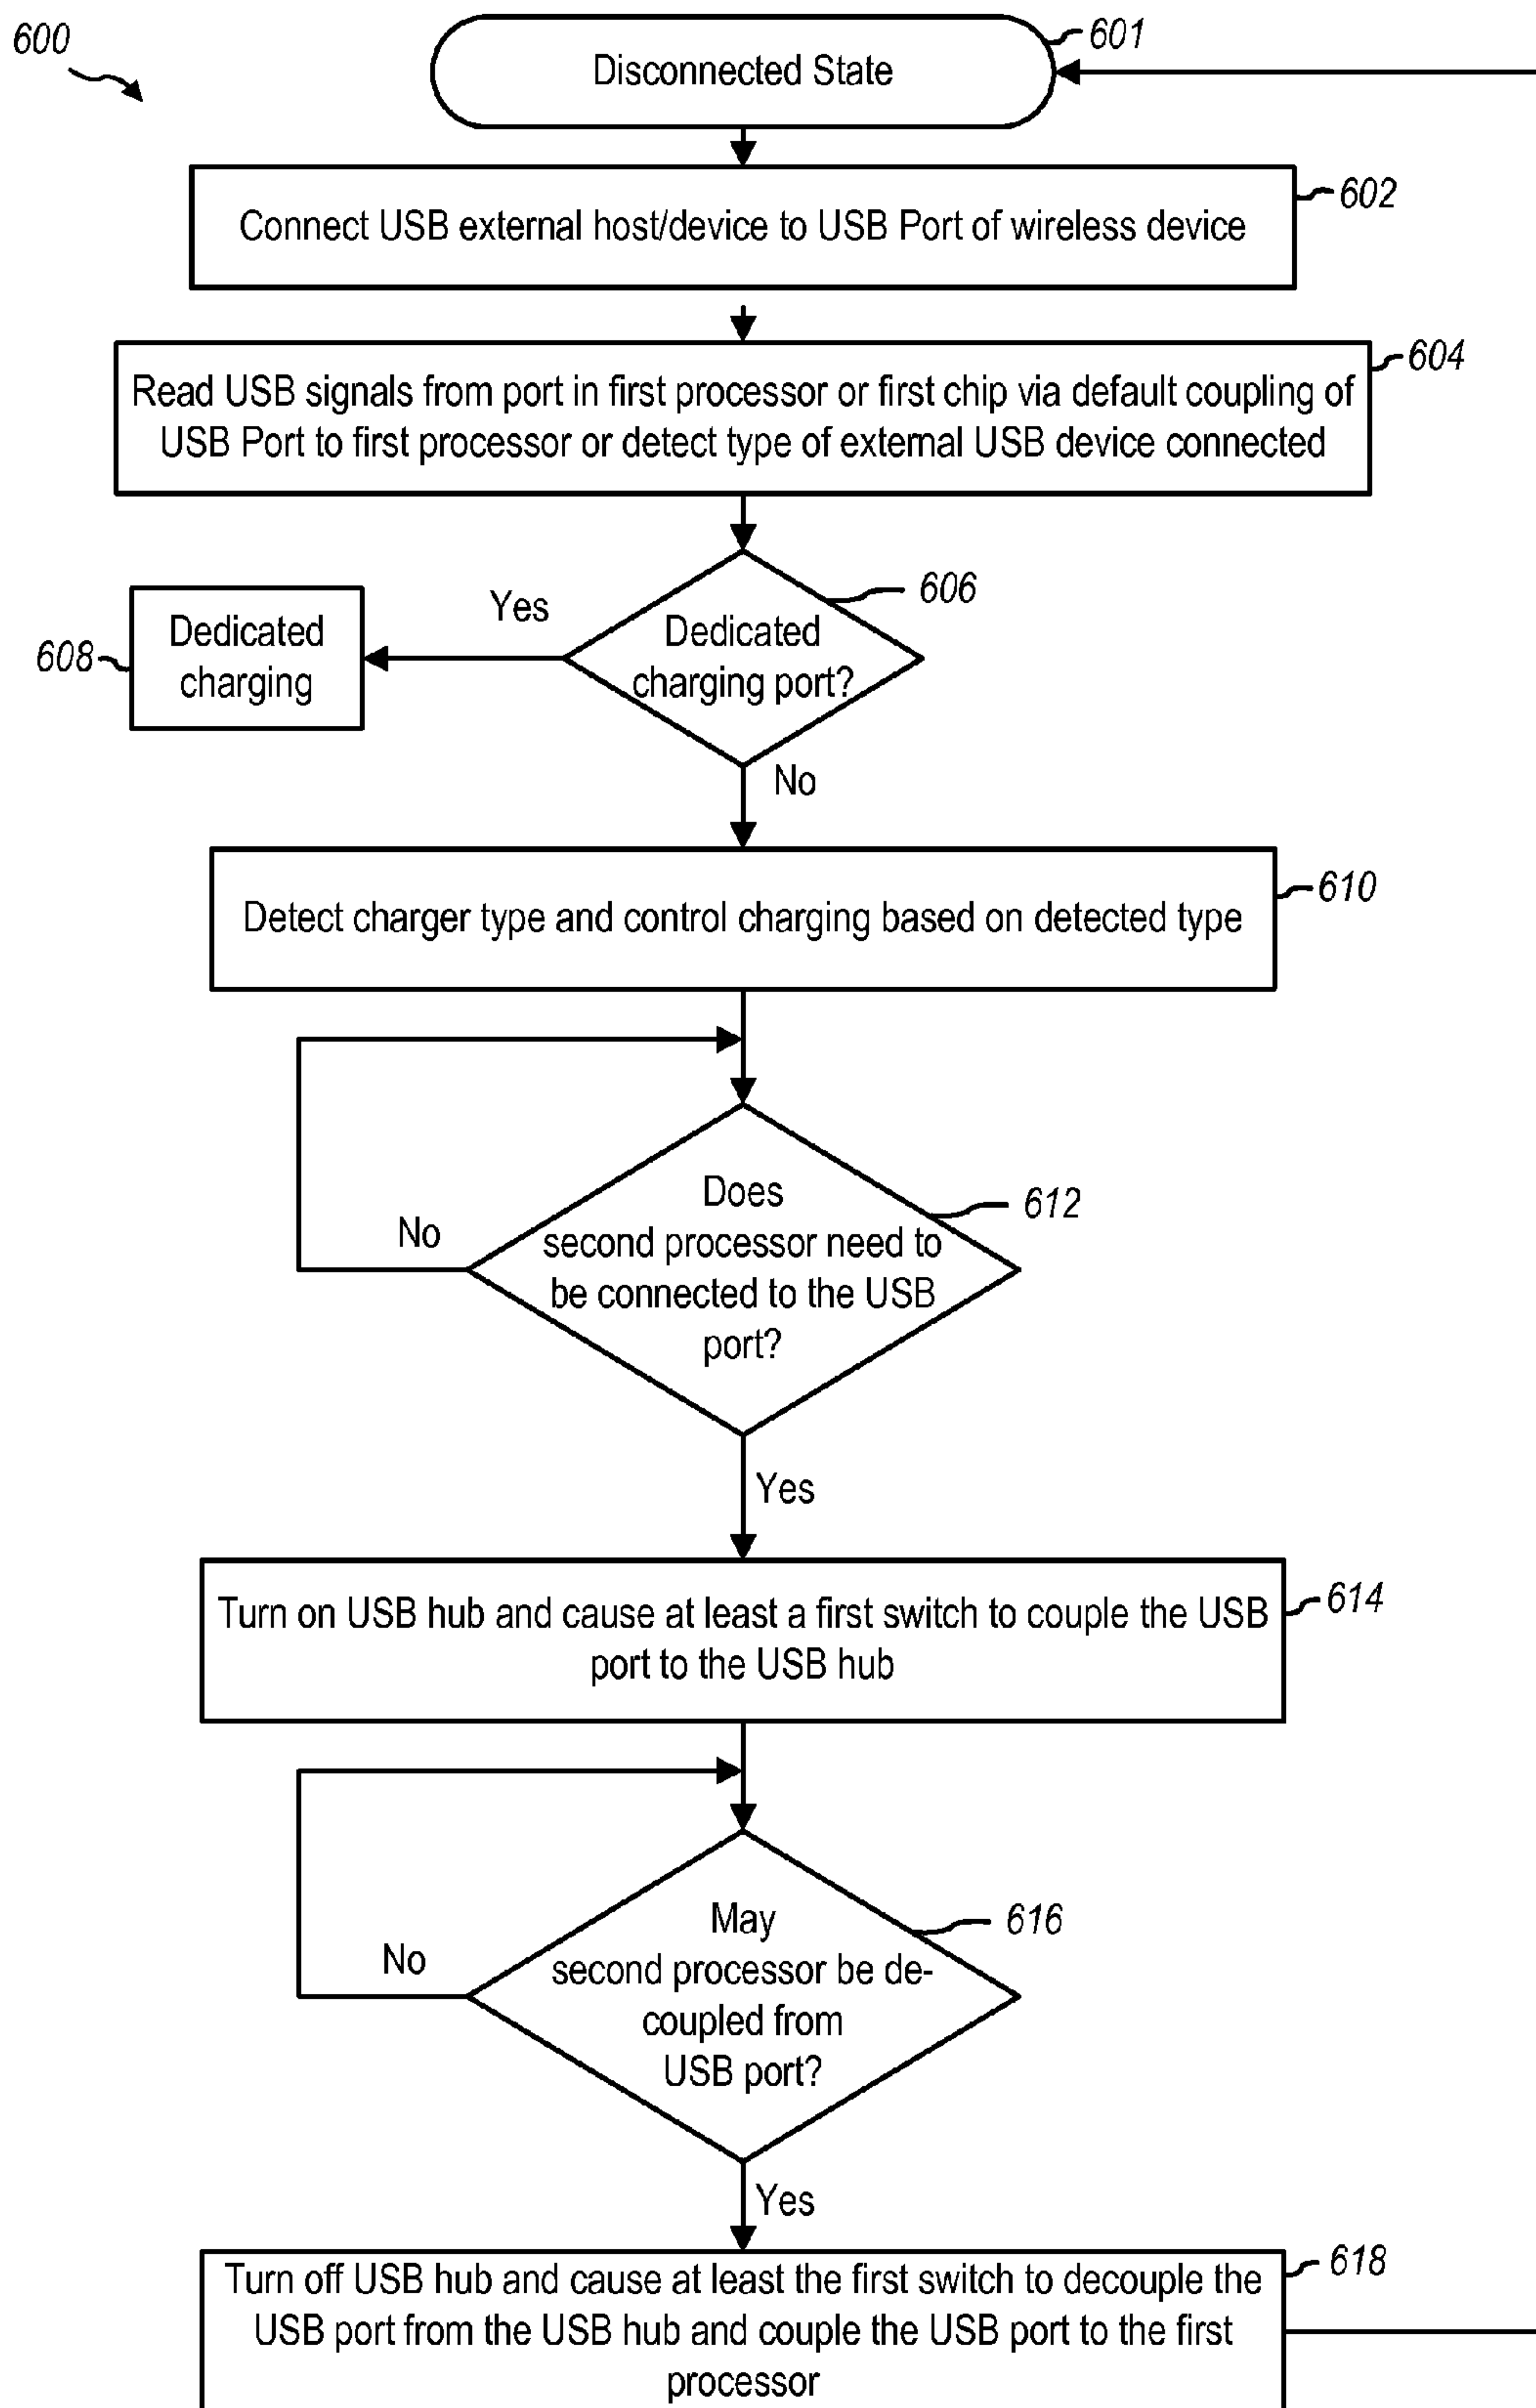 600
601
Disconnected State
602
Connect USB external host/device to USB Port of wireless device
604
Read USB signals from port in first processor or first chip via default coupling of
USB Port to first processor or detect type of external USB device connected
606
Yes
Dedicated
charging port?
608
Dedicated
charging
No
610
Detect charger type and control charging based on detected type
612
No
Does
second processor need to
be connected to the USB
port?
Yes
614
Turn on USB hub and cause at least a first switch to couple the USB
port to the USB hub
616
No
May
second processor be de-
coupled from
USB port?
Yes
618
Turn off USB hub and cause at least the first switch to decouple the
USB port from the USB hub and couple the USB port to the first
processor